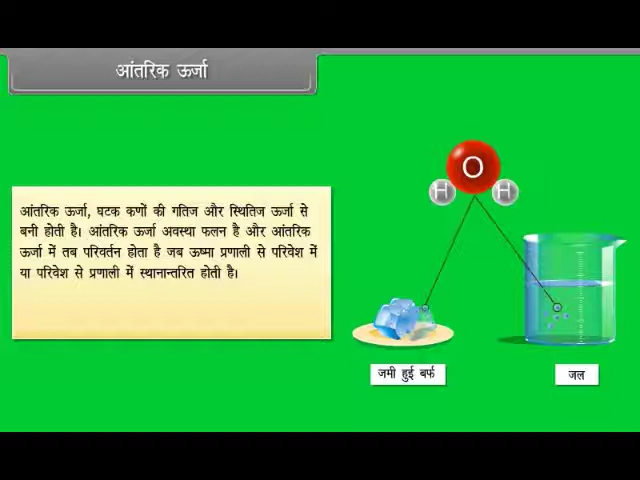 आंतरिक ऊर्जा
आंतरिक ऊर्जा, घटक कणों की गतिज और स्थितिज ऊर्जा से
बनी होती है। आंतरिक ऊर्जा अवस्था फलन है और आंतरिक
ऊर्जा में तब परिवर्तन होता है जब ऊष्मा प्रणाली से परिवेश में
या परिवेश से प्रणाली में स्थानान्तरित होती है।
O
H H
जमी हुई बर्फ
जल